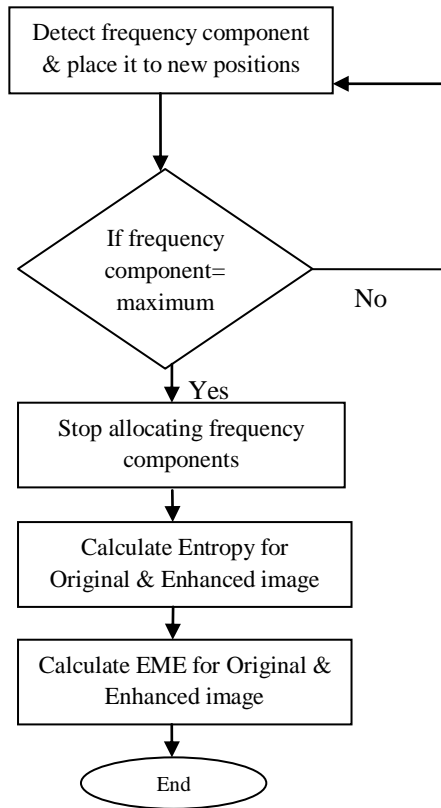 Detect frequency component
& place it to new positions
If frequency
component=
maximum
No
Yes
Stop allocating frequency
components
Calculate Entropy for
Original & Enhanced image
Calculate EME for Original &
Enhanced image
End